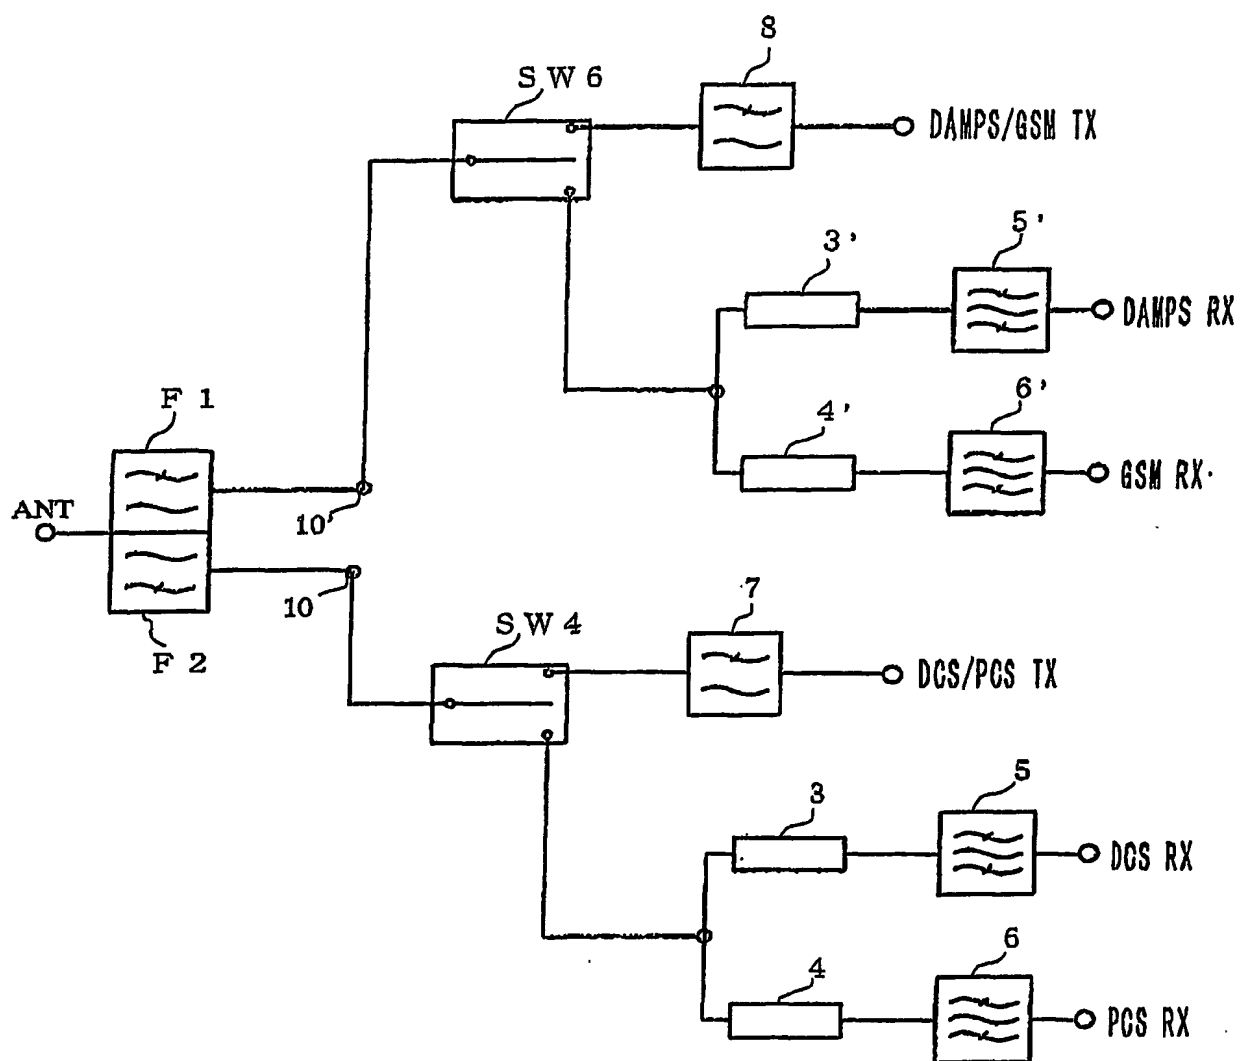 8
SW6
DAMPS/GSM TX
3'
5'
DAMPS RX
F1
4'
6'
GSM RX
ANT
10'
10
F2
SW4
7
DCS/PCS TX
3
5
DCS RX
4
6
PCS RX